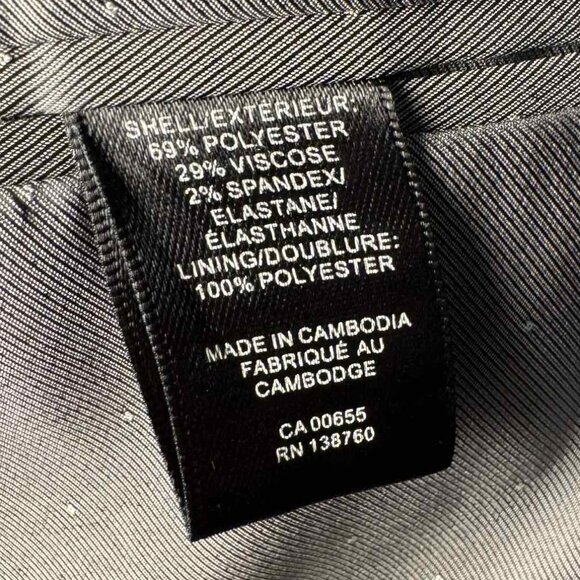 SHELL/EXTÉRIEUR:
69% POLYESTER
29% VISCOSE
2% SPANDEX/
ELASTANE/
ÉLASTHANNE
LINING/DOUBLURE:
100% POLYESTER
MADE IN CAMBODIA
FABRIQUÉ AU
CAMBODGE
CA 00655
RN 138760